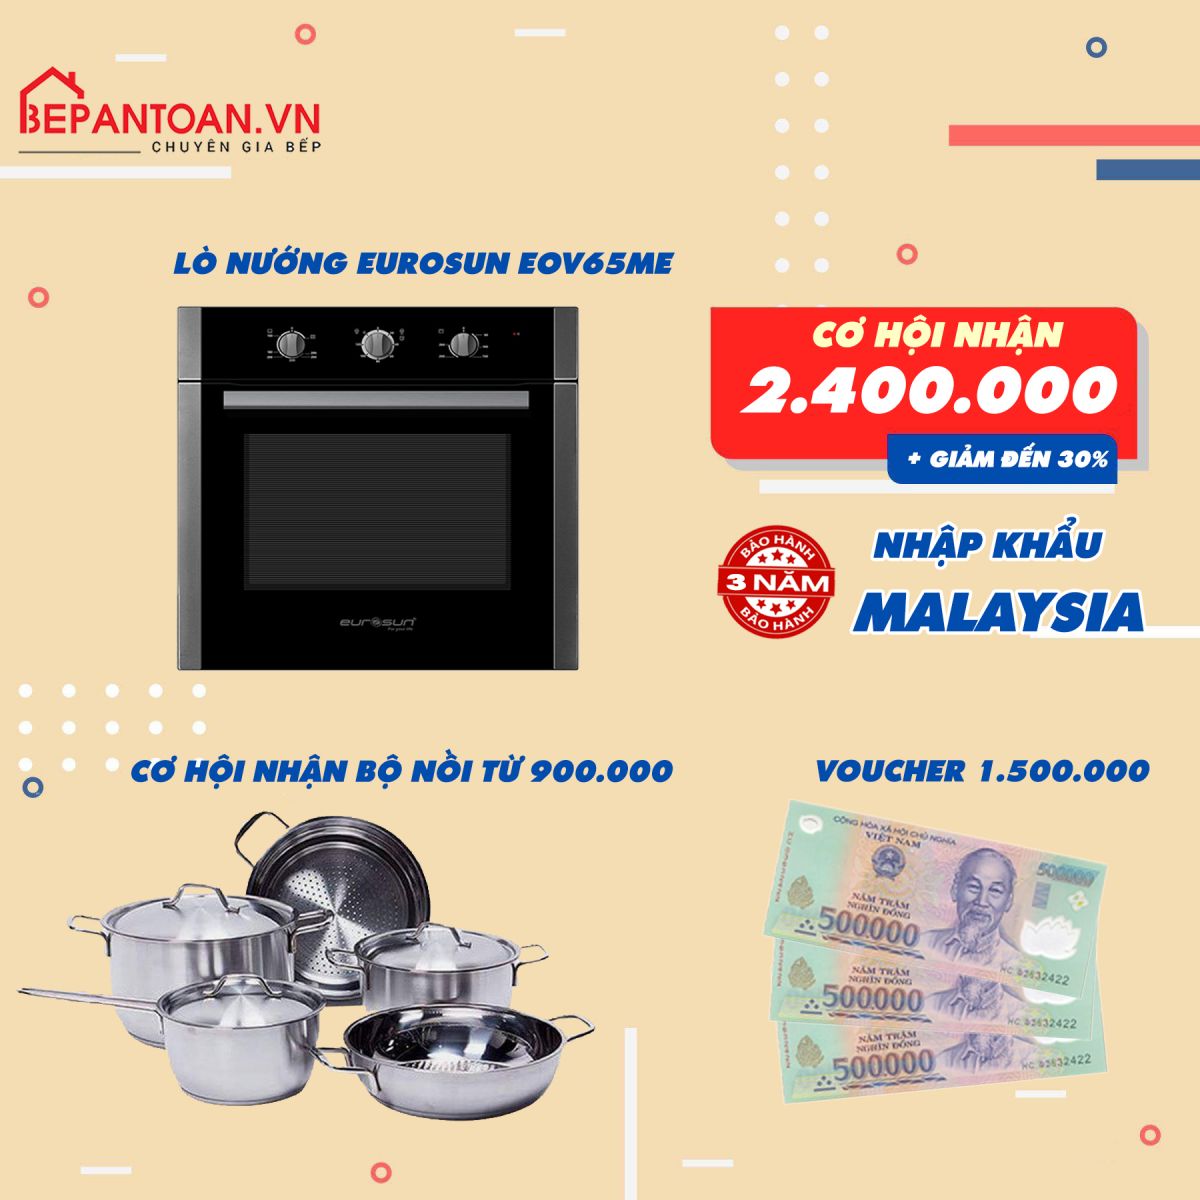 BEPANTOAN.VN
CHUYÊN GIA BẾP
LÒ NƯỚNG EUROSUN EOV65ME
eurosun
For your life
CƠ HỘI NHẬN
2.400.000
+ GIẢM ĐẾN 30%
BẢO HÀNH
3 NĂM
BẢO HÀNH
NHẬP KHẨU
MALAYSIA
CƠ HỘI NHẬN BỘ NỒI TỪ 900.000
VOUCHER 1.500.000
CỘNG HÒA XÃ HỘI CHỦ NGHĨA
VIỆT NAM
500000
NĂM TRĂM
NGHÌN ĐỒNG
500000
NĂM TRĂM
NGHÌN ĐỒNG
500000
NĂM TRĂM
NGHÌN ĐỒNG
500000